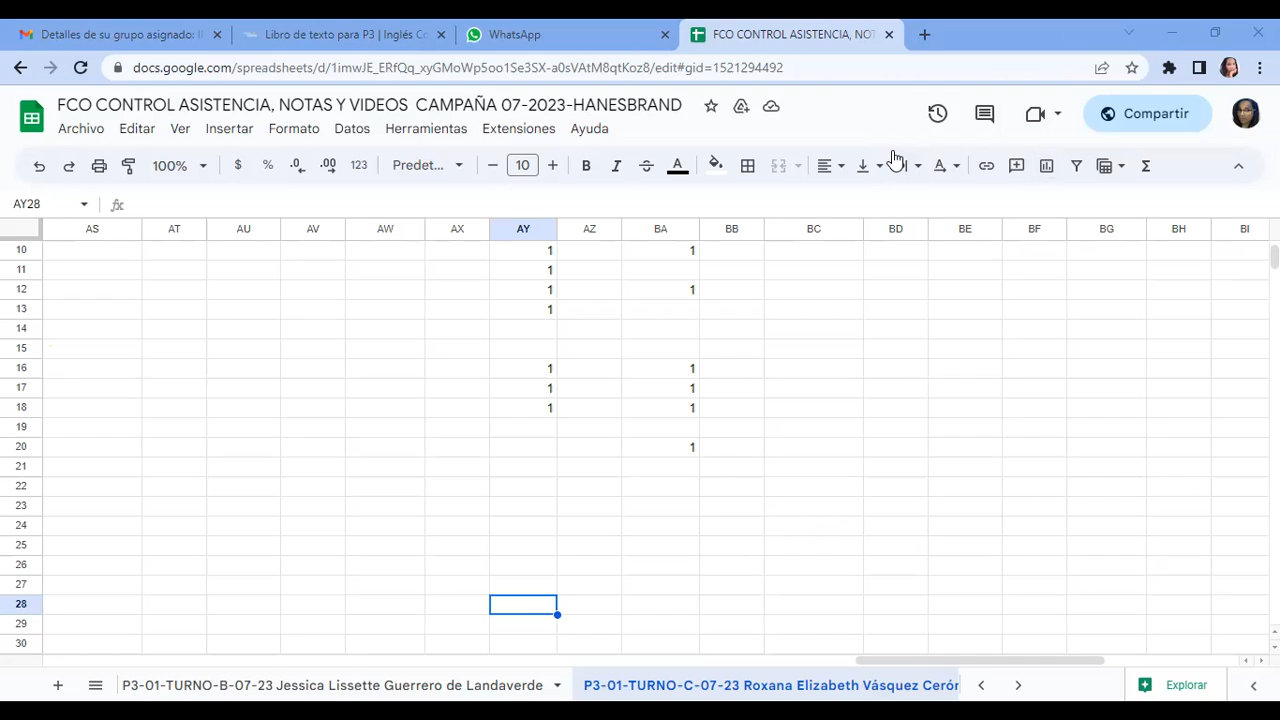 Detalles de su grupo asignado: I
Libro de texto para P3 | Inglés Co
WhatsApp
FCO CONTROL ASISTENCIA, NOT
docs.google.com/spreadsheets/d/1imwJE_ERfQq_xyGMoWp5oo1Se3SX-a0sVAtM8qtKoz8/edit#gid=1521294492
FCO CONTROL ASISTENCIA, NOTAS Y VIDEOS CAMPAÑA 07-2023-HANESBRAND
Compartir
Archivo Editar Ver Insertar Formato Datos Herramientas Extensiones Ayuda
100% $ % .0 .00 123 Predet... 10 B I A
AY28
AS AT AU AV AW AX AY AZ BA BB BC BD BE BF BG BH BI
10 1 1
11 1
12 1 1
13 1
14
15
16 1 1
17 1 1
18 1 1
19
20 1
21
22
23
24
25
26
27
28
29
30
P3-01-TURNO-B-07-23 Jessica Lissette Guerrero de Landaverde
P3-01-TURNO-C-07-23 Roxana Elizabeth Vásquez Cerón
Explorar